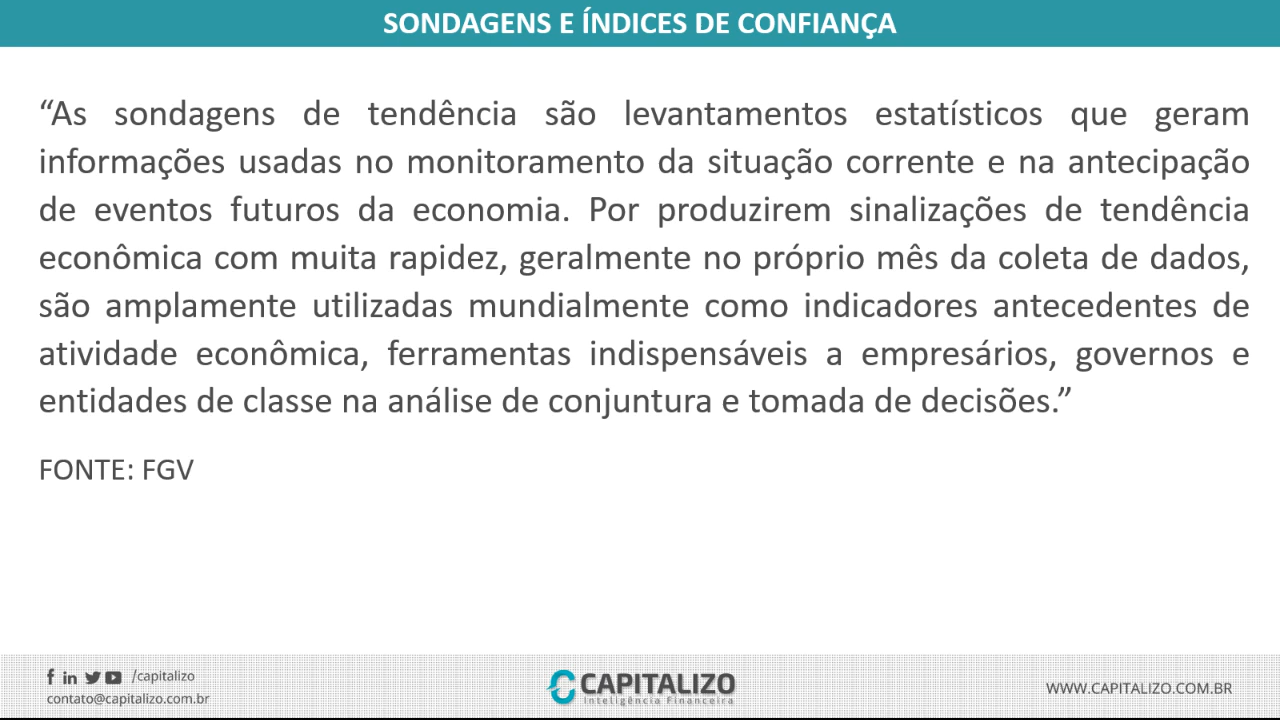 SONDAGENS E ÍNDICES DE CONFIANÇA
“As sondagens de tendência são levantamentos estatísticos que geram
informações usadas no monitoramento da situação corrente e na antecipação
de eventos futuros da economia. Por produzirem sinalizações de tendência
econômica com muita rapidez, geralmente no próprio mês da coleta de dados,
são amplamente utilizadas mundialmente como indicadores antecedentes de
atividade econômica, ferramentas indispensáveis a empresários, governos e
entidades de classe na análise de conjuntura e tomada de decisões.”
FONTE: FGV
/capitalizo
contato@capitalizo.com.br
CAPITALIZO
Inteligência Financeira
WWW.CAPITALIZO.COM.BR